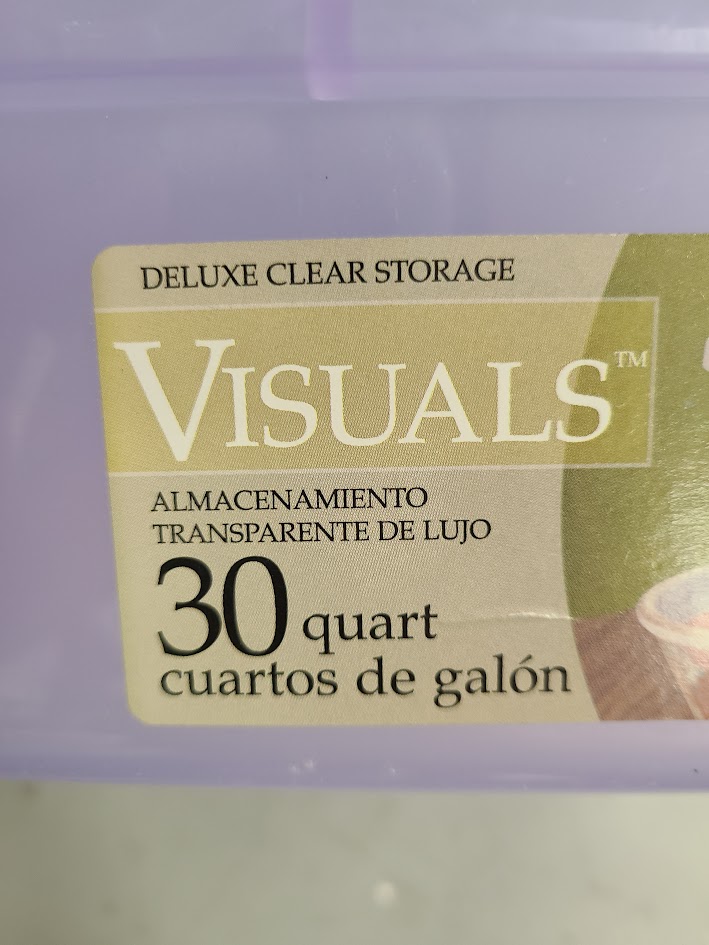 DELUXE CLEAR STORAGE
VISUALS™
ALMACENAMIENTO
TRANSPARENTE DE LUJO
30 quart
cuartos de galón